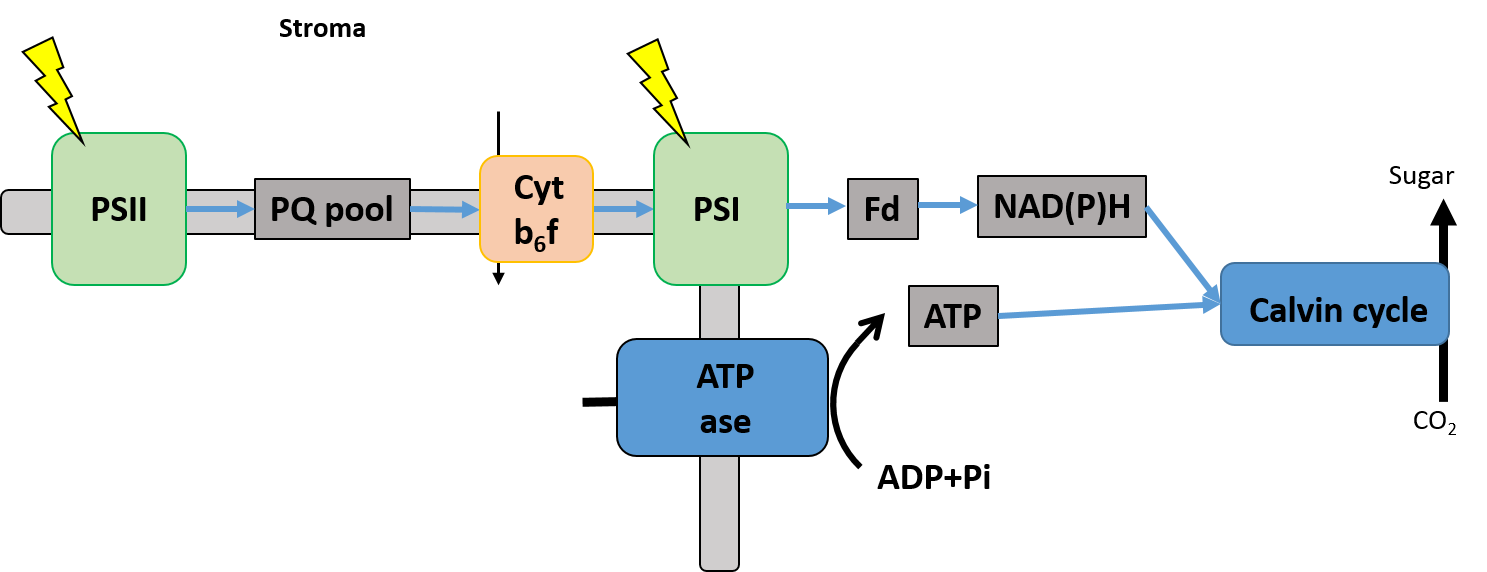 Stroma
PSII
PQ pool
Cyt
b₆f
PSI
Fd
NAD(P)H
Sugar
ATP
Calvin cycle
ATP
ase
CO₂
ADP+Pi